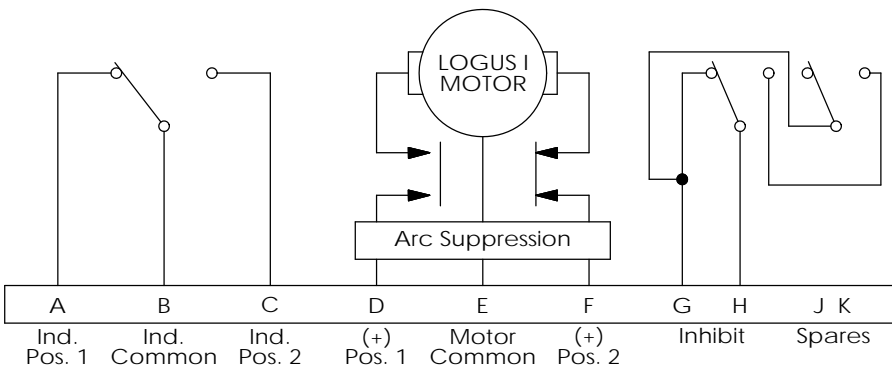 LOGUS I
MOTOR
Arc Suppression
A B C D E F G H J K
Ind. Pos. 1
Ind. Common
Ind. Pos. 2
(+) Pos. 1
Motor Common
(+) Pos. 2
Inhibit
Spares